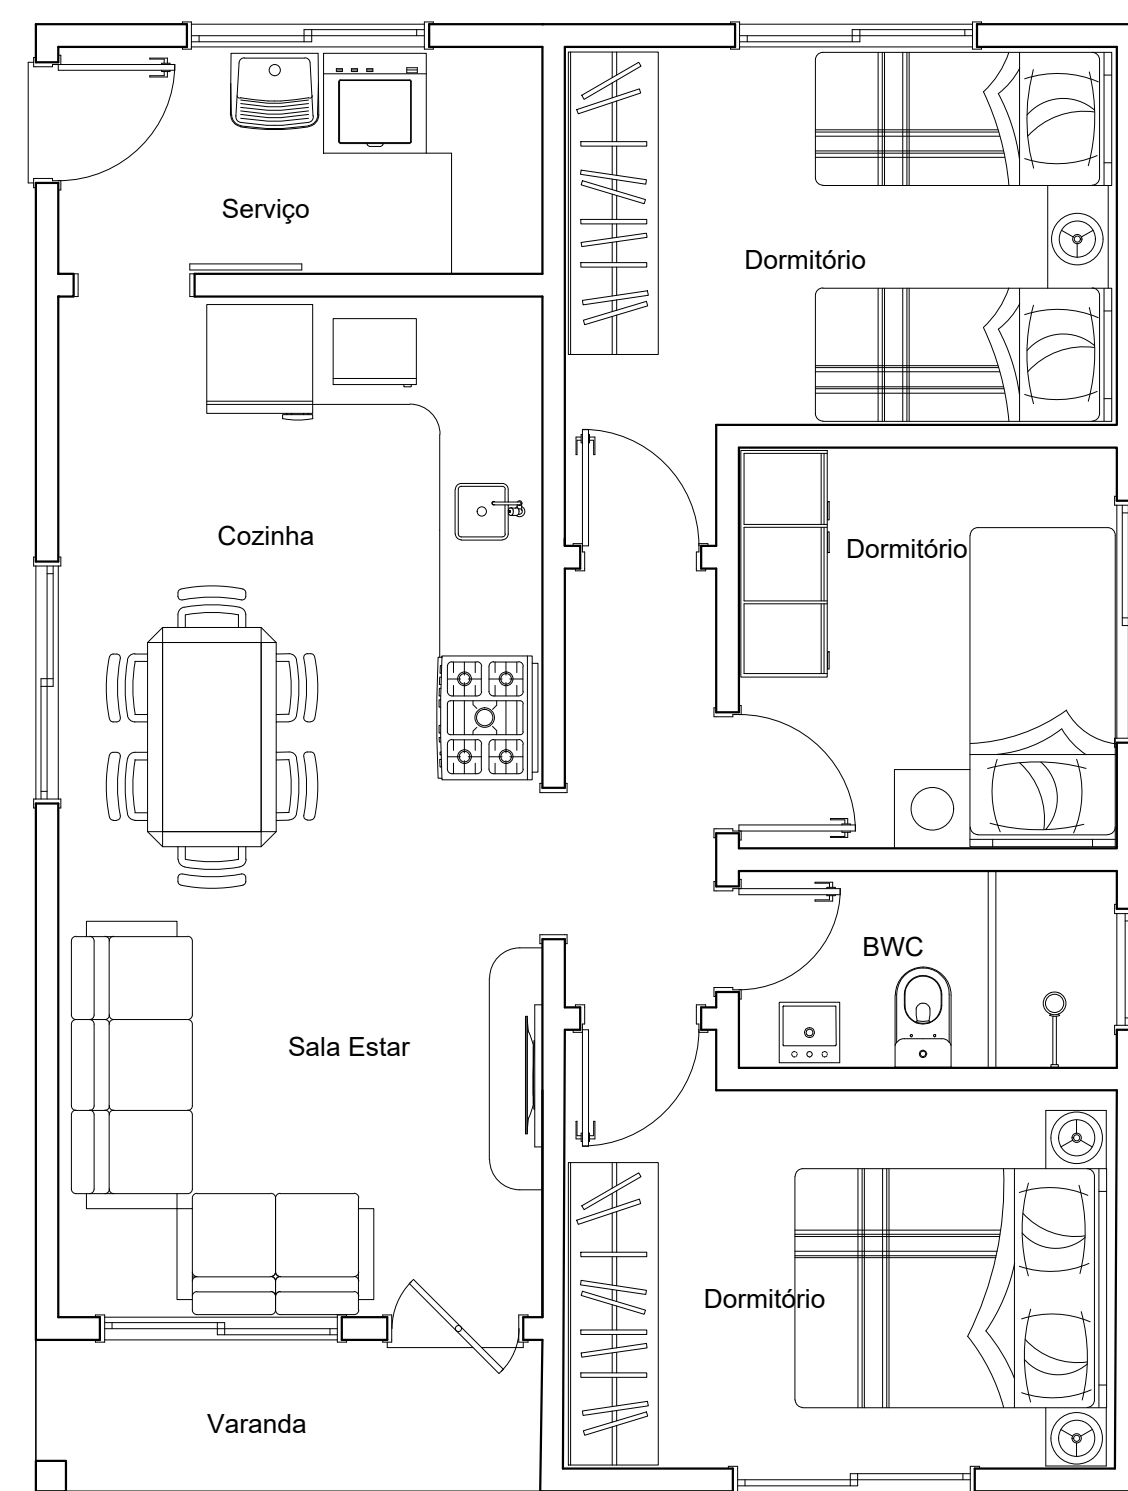 Serviço
Dormitório
Cozinha
Dormitório
BWC
Sala Estar
Dormitório
Varanda